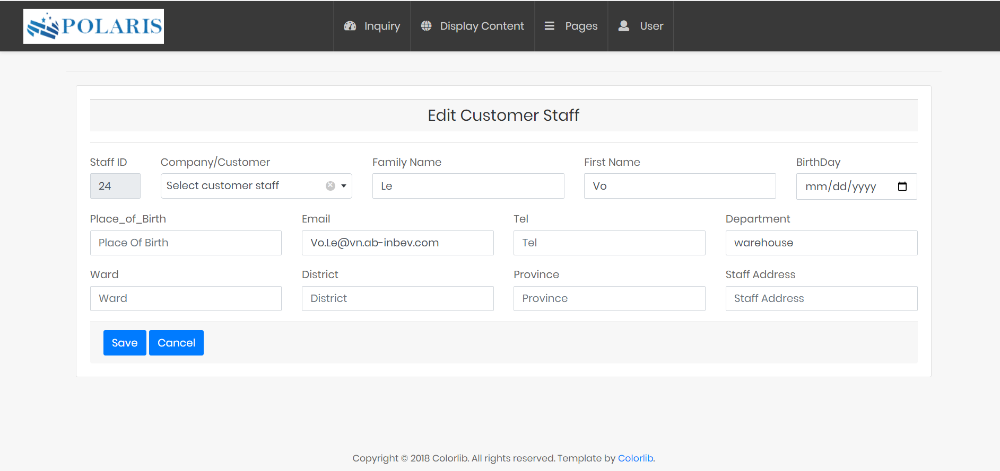 POLARIS
Inquiry Display Content Pages User
Edit Customer Staff
Staff ID Company/Customer Family Name First Name BirthDay
24 Select customer staff Le Vo mm/dd/yyyy
Place_of_Birth Email Tel Department
Place Of Birth Vo.Le@vn.ab-inbev.com Tel warehouse
Ward District Province Staff Address
Ward District Province Staff Address
Save Cancel
Copyright © 2018 Colorlib. All rights reserved. Template by Colorlib.